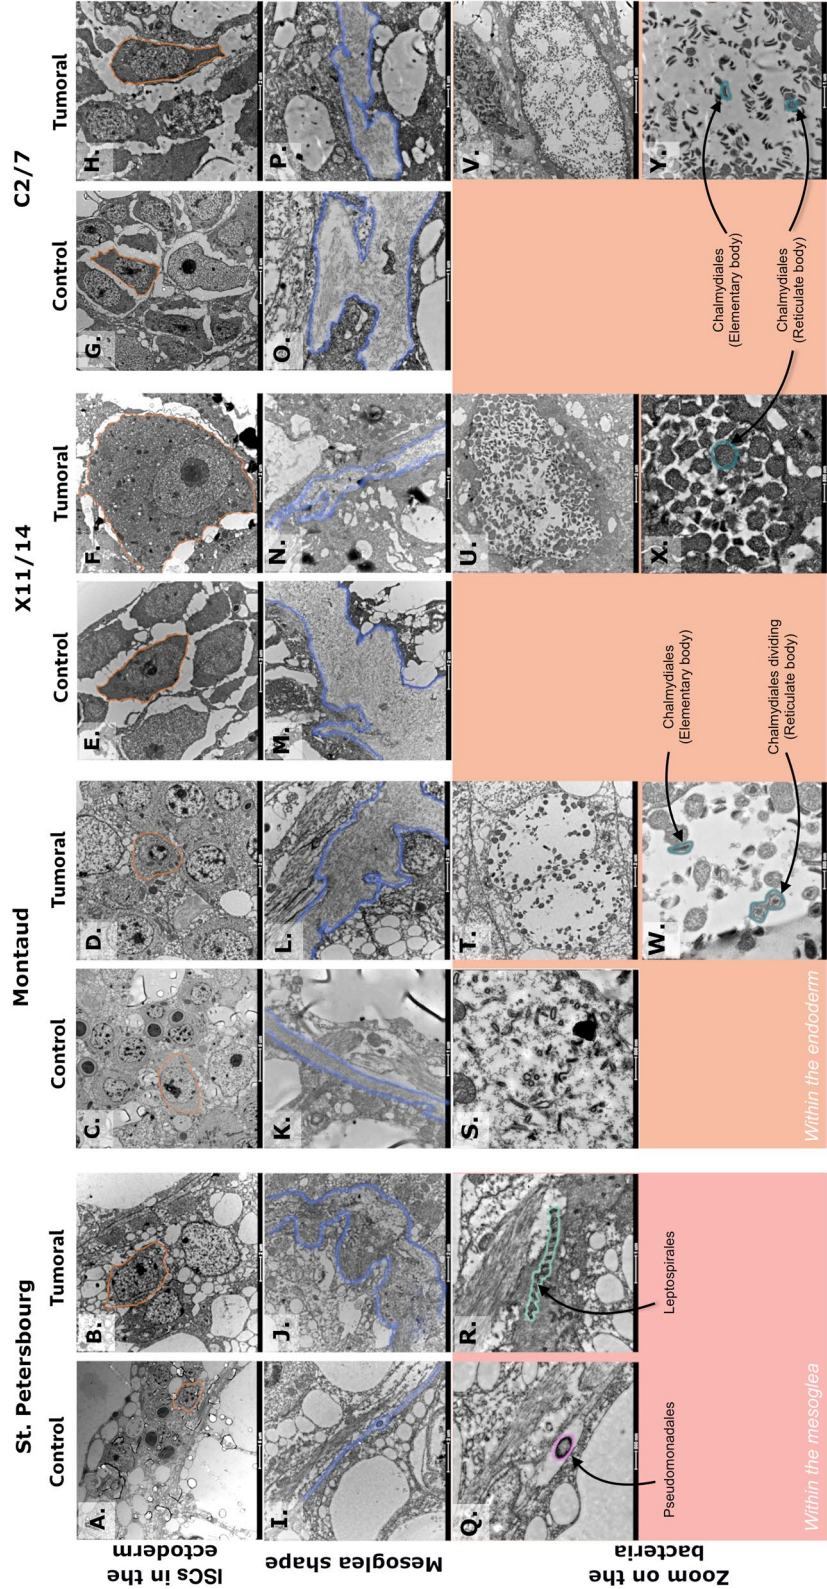 St. Petersbourg
Montaud
X11/14
C2/7
Control
Tumoral
Control
Tumoral
Control
Tumoral
Control
Tumoral
ISCs in the
ectoderm
A.
B.
C.
D.
E.
F.
G.
H.
Mesoglea shape
I.
J.
K.
L.
M.
N.
O.
P.
Zoom on the
bacteria
Q.
R.
S.
T.
U.
V.
W.
X.
Y.
Pseudomonadales
Leptospirales
Chalmydiales
(Elementary body)
Chalmydiales dividing
(Reticulate body)
Chalmydiales
(Elementary body)
Chalmydiales
(Reticulate body)
Within the mesoglea
Within the endoderm